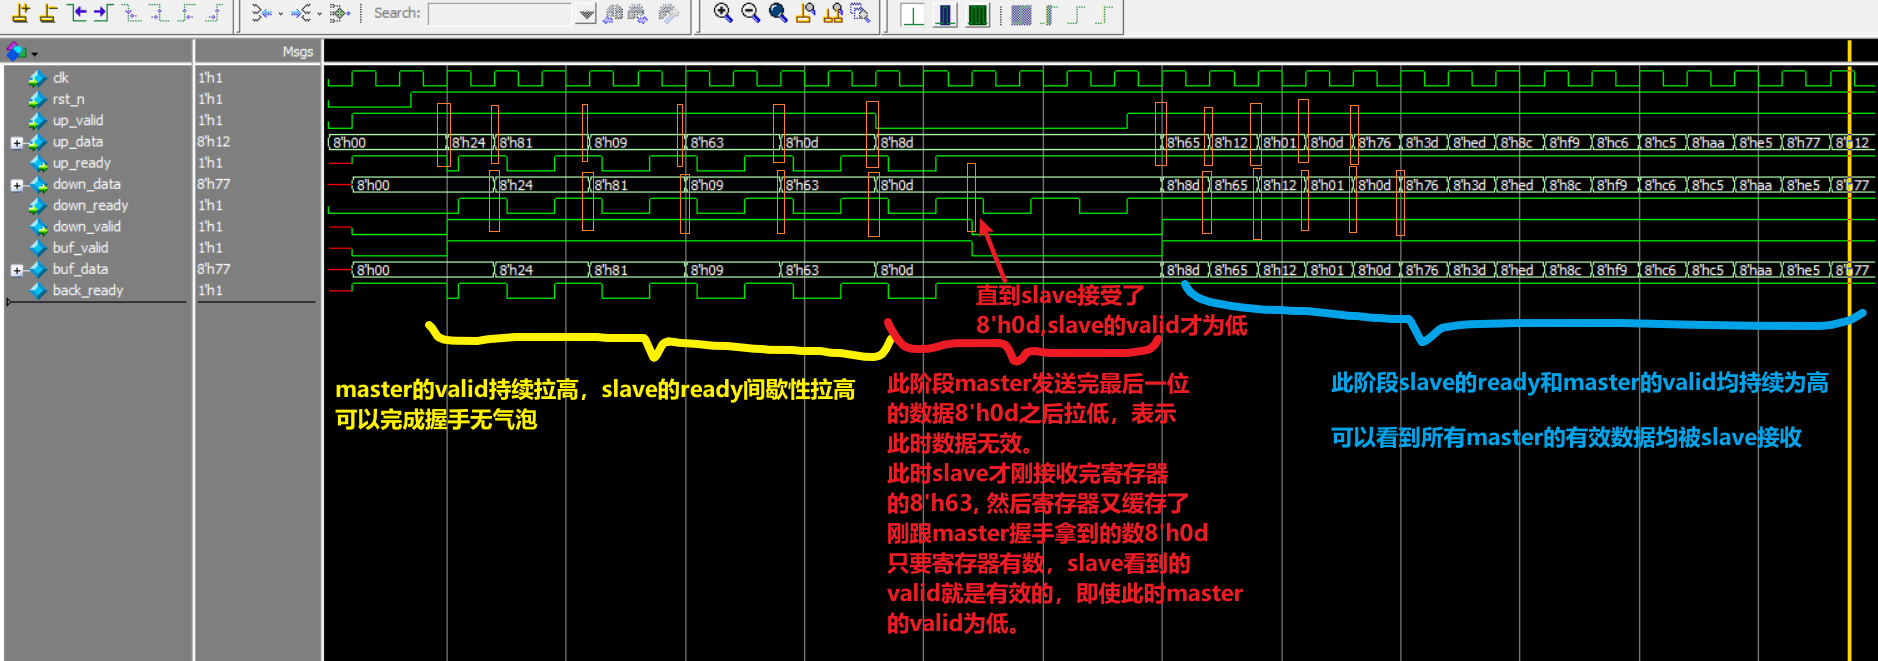 Search:
Msgs
clk 1'h1
rst_n 1'h1
up_valid 1'h1
up_data 8'h12 8'h00 8'h24 8'h81 8'h09 8'h63 8'h0d 8'h8d 8'h65 8'h12 8'h01 8'h0d 8'h76 8'h3d 8'hed 8'h8c 8'hf9 8'hc6 8'hc5 8'haa 8'he5 8'h77 8'h12
up_ready 1'h1
down_data 8'h77 8'h00 8'h24 8'h81 8'h09 8'h63 8'h0d 8'h8d 8'h65 8'h12 8'h01 8'h0d 8'h76 8'h3d 8'hed 8'h8c 8'hf9 8'hc6 8'hc5 8'haa 8'he5 8'h77
down_ready 1'h1
down_valid 1'h1
buf_valid 1'h1
buf_data 8'h77 8'h00 8'h24 8'h81 8'h09 8'h63 8'h0d 8'h8d 8'h65 8'h12 8'h01 8'h0d 8'h76 8'h3d 8'hed 8'h8c 8'hf9 8'hc6 8'hc5 8'haa 8'he5 8'h77
back_ready 1'h1
直到slave接受了
8'h0d,slave的valid才为低
master的valid持续拉高，slave的ready间歇性拉高
可以完成握手无气泡
此阶段master发送完最后一位
的数据8'h0d之后拉低，表示
此时数据无效。
此时slave才刚接收完寄存器
的8'h63, 然后寄存器又缓存了
刚跟master握手拿到的数8'h0d
只要寄存器有数，slave看到的
valid就是有效的，即使此时master
的valid为低。
此阶段slave的ready和master的valid均持续为高
可以看到所有master的有效数据均被slave接收